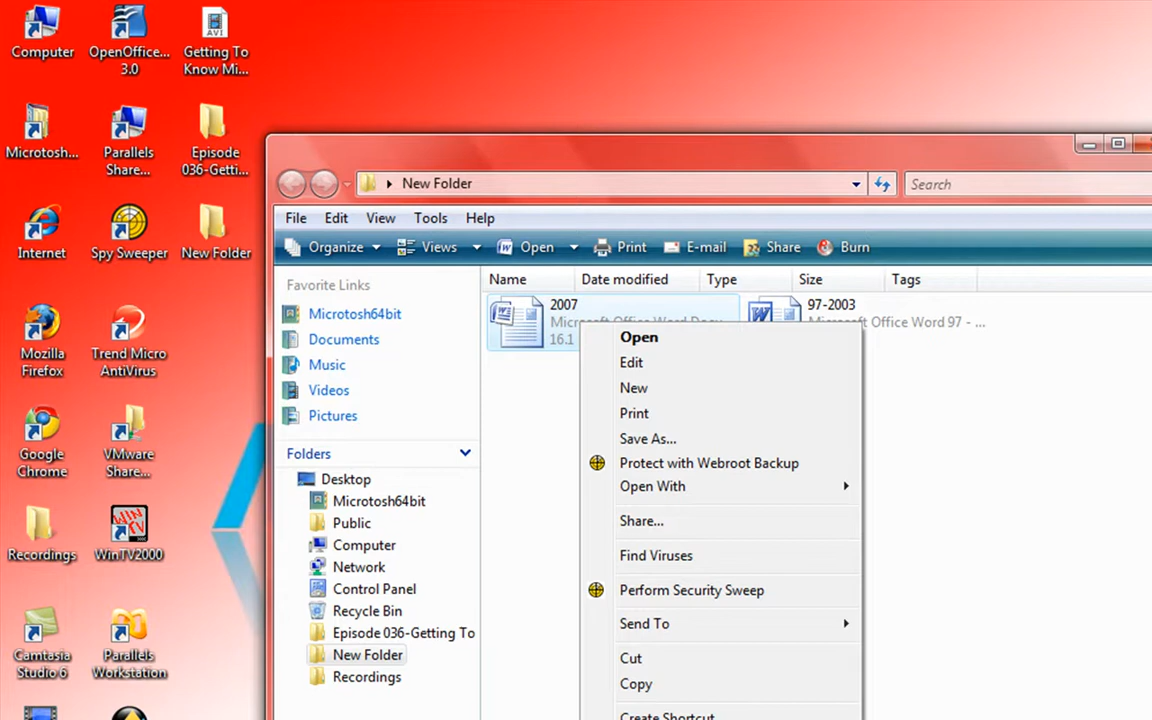 Computer
OpenOffice...
3.0
AVI
Getting To
Know Mi...
Microtosh...
Parallels
Share...
Episode
036-Getti...
Internet
Spy Sweeper
New Folder
Mozilla
Firefox
Trend Micro
AntiVirus
Google
Chrome
VMware
Share...
Recordings
WIN
TV
WinTV2000
Camtasia
Studio 6
Parallels
Workstation
New Folder
Search
File Edit View Tools Help
Organize Views Open Print E-mail Share Burn
Favorite Links
Microtosh64bit
Documents
Music
Videos
Pictures
Folders
Desktop
Microtosh64bit
Public
Computer
Network
Control Panel
Recycle Bin
Episode 036-Getting To
New Folder
Recordings
Name Date modified Type Size Tags
2007
Microsoft Office Word Docu...
16.1
97-2003
Microsoft Office Word 97 - ...
Open
Edit
New
Print
Save As...
Protect with Webroot Backup
Open With
Share...
Find Viruses
Perform Security Sweep
Send To
Cut
Copy
Create Shortcut